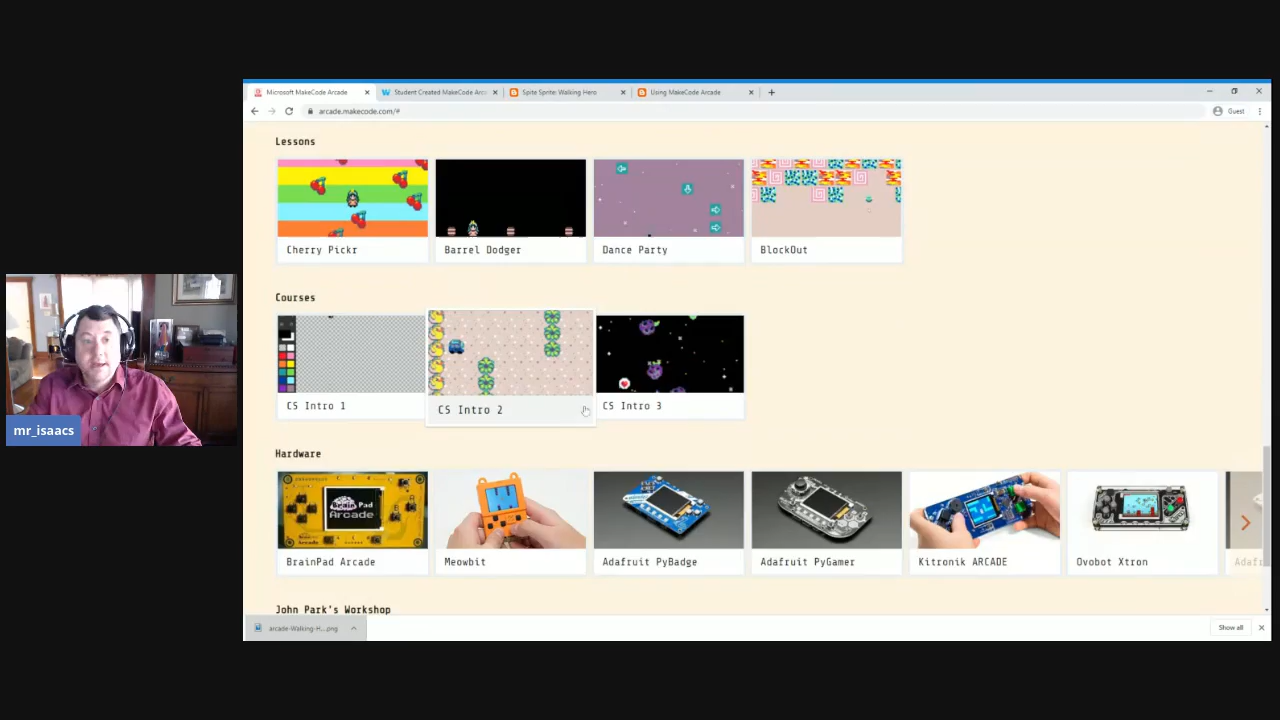 Microsoft MakeCode Arcade
Student Created MakeCode Arc
Spite Sprite: Walking Hero
Using MakeCode Arcade
arcade.makecode.com/#
Guest
Lessons
Cherry Pickr
Barrel Dodger
Dance Party
BlockOut
Courses
CS Intro 1
CS Intro 2
CS Intro 3
mr_isaacs
Hardware
BrainPad Arcade
Meowbit
Adafruit PyBadge
Adafruit PyGamer
Kitronik ARCADE
Ovobot Xtron
Adafr
John Park's Workshop
arcade-Walking-H....png
Show all